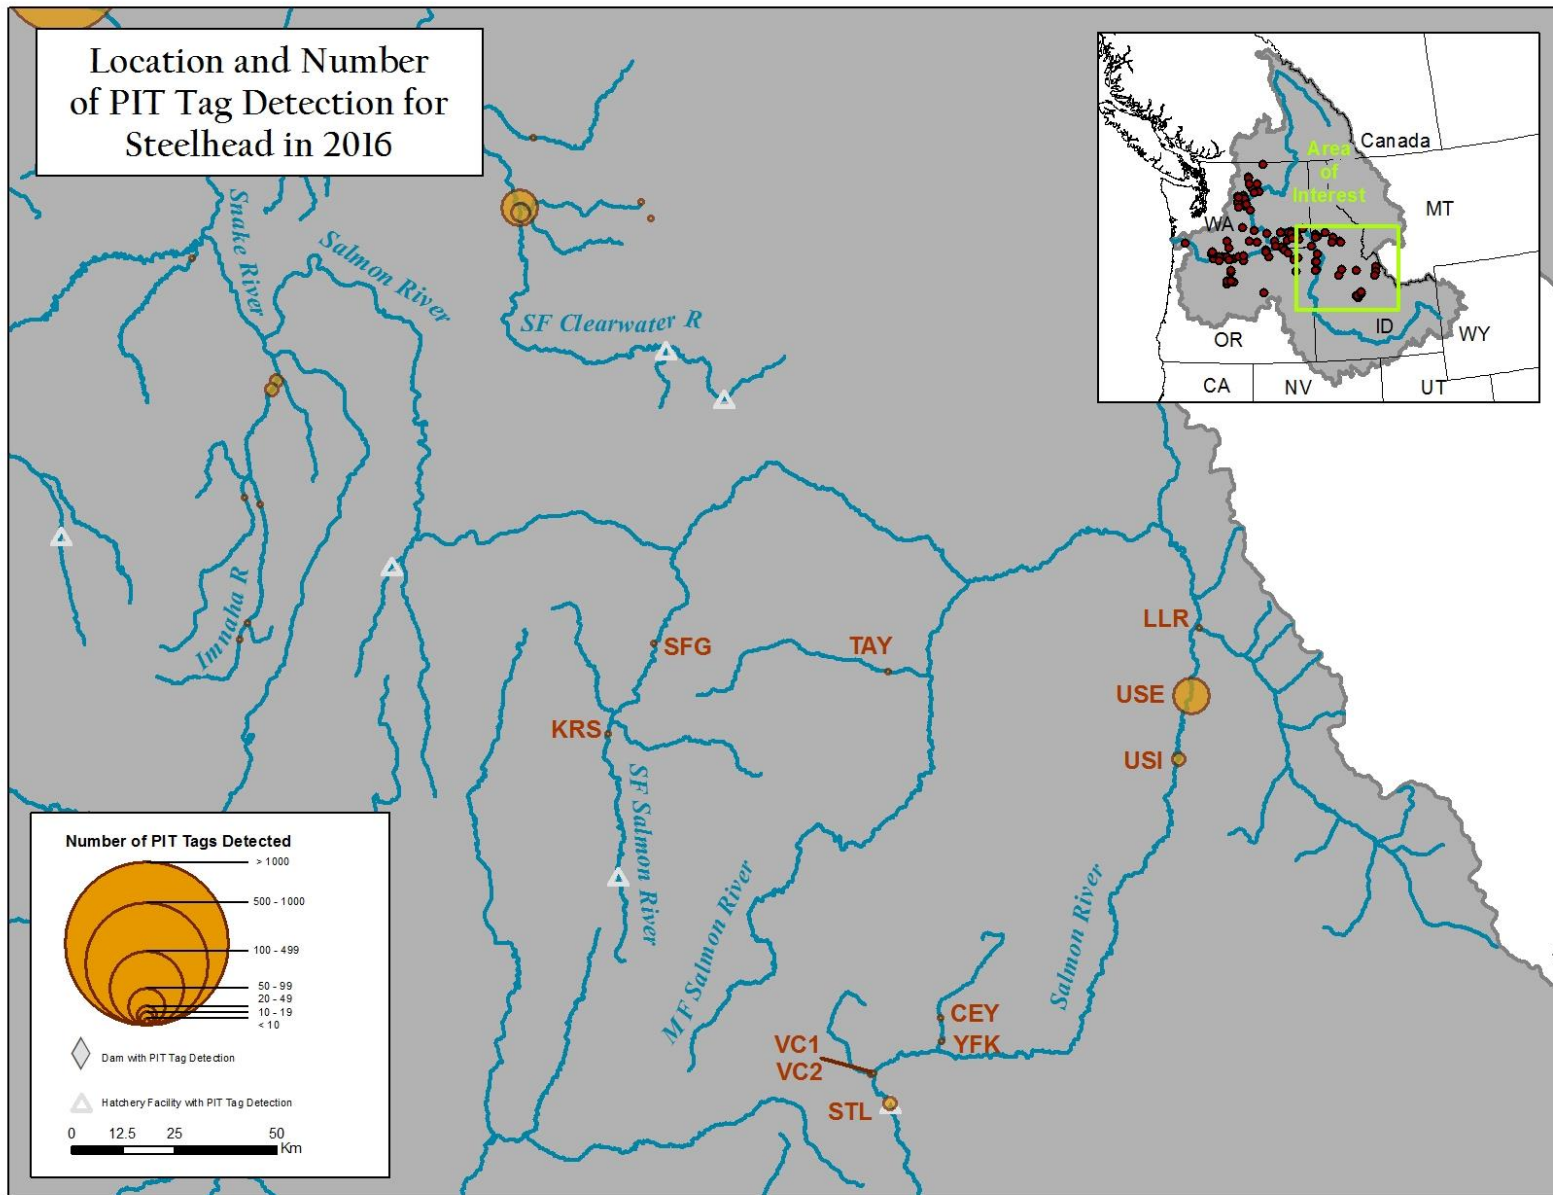 Location and Number
of PIT Tag Detection for
Steelhead in 2016
Canada
Area
of
Interest
WA
MT
OR
ID
WY
CA
NV
UT
Snake River
Salmon River
SF Clearwater R
Imnaha R
LLR
SFG
TAY
USE
KRS
USI
SF Salmon River
MF Salmon River
Salmon River
CEY
YFK
VC1
VC2
STL
Number of PIT Tags Detected
> 1000
500 - 1000
100 - 499
50 - 99
20 - 49
10 - 19
< 10
Dam with PIT Tag Detection
Hatchery Facility with PIT Tag Detection
0 12.5 25 50
Km